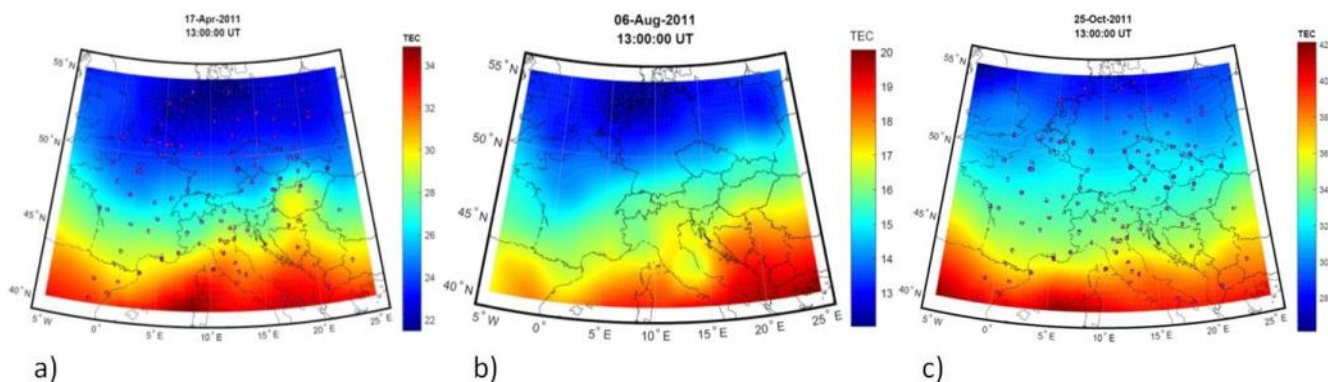 17-Apr-2011
13:00:00 UT
TEC
34
32
30
28
26
24
22
55° N
50° N
45° N
40° N
5° W
0°
5° E
10° E
15° E
20° E
25° E
a)
06-Aug-2011
13:00:00 UT
TEC
20
19
18
17
16
15
14
13
55° N
50° N
45° N
40° N
5° W
0°
5° E
10° E
15° E
20° E
25° E
b)
25-Oct-2011
13:00:00 UT
TEC
42
40
38
36
34
32
30
28
55° N
50° N
45° N
40° N
5° W
0°
5° E
10° E
15° E
20° E
25° E
c)